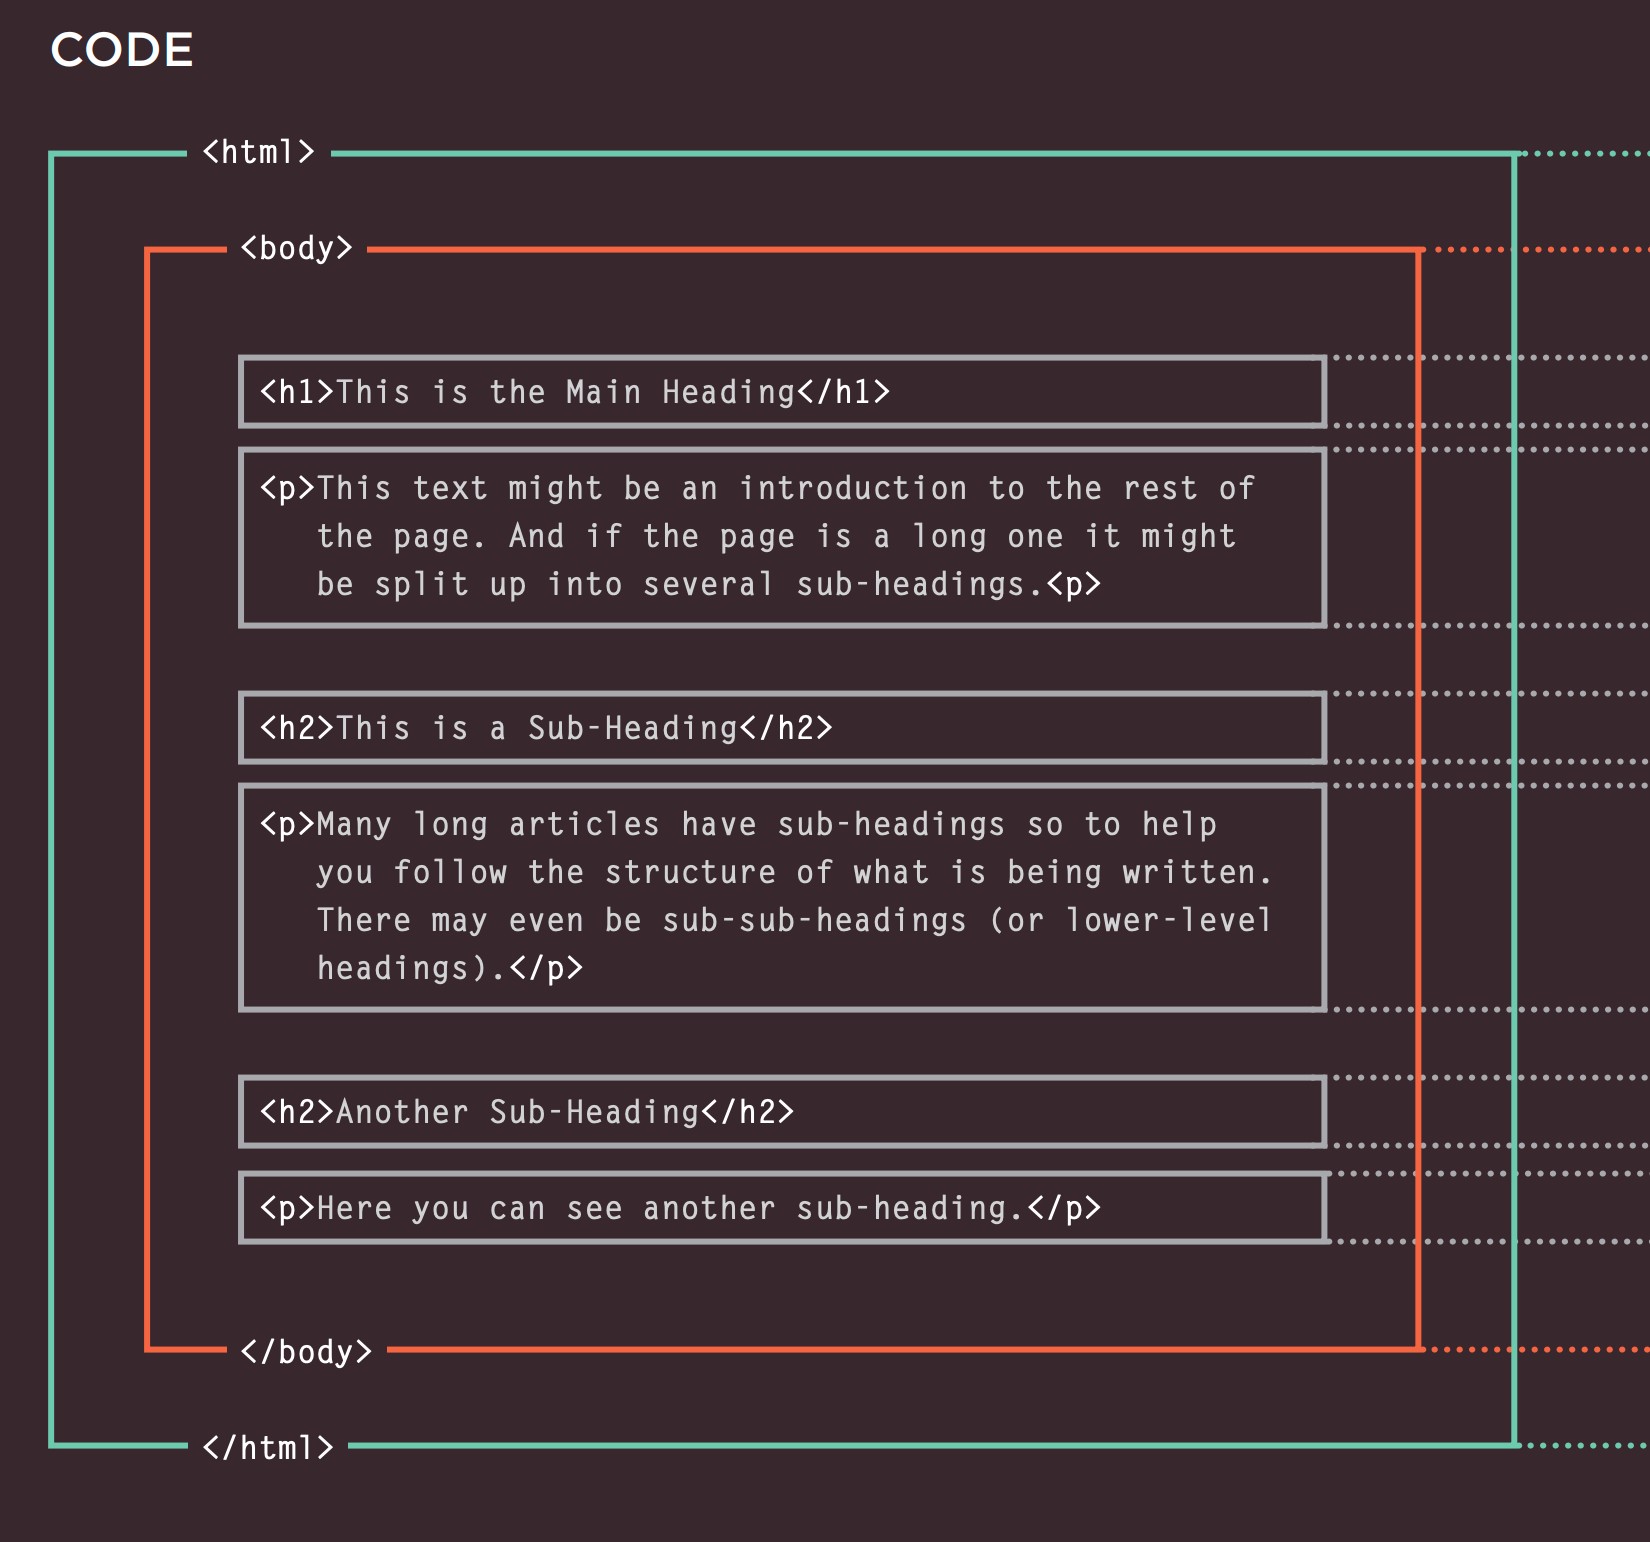 CODE
<html>
<body>
<h1>This is the Main Heading</h1>
<p>This text might be an introduction to the rest of
the page. And if the page is a long one it might
be split up into several sub-headings.<p>
<h2>This is a Sub-Heading</h2>
<p>Many long articles have sub-headings so to help
you follow the structure of what is being written.
There may even be sub-sub-headings (or lower-level
headings).</p>
<h2>Another Sub-Heading</h2>
<p>Here you can see another sub-heading.</p>
</body>
</html>